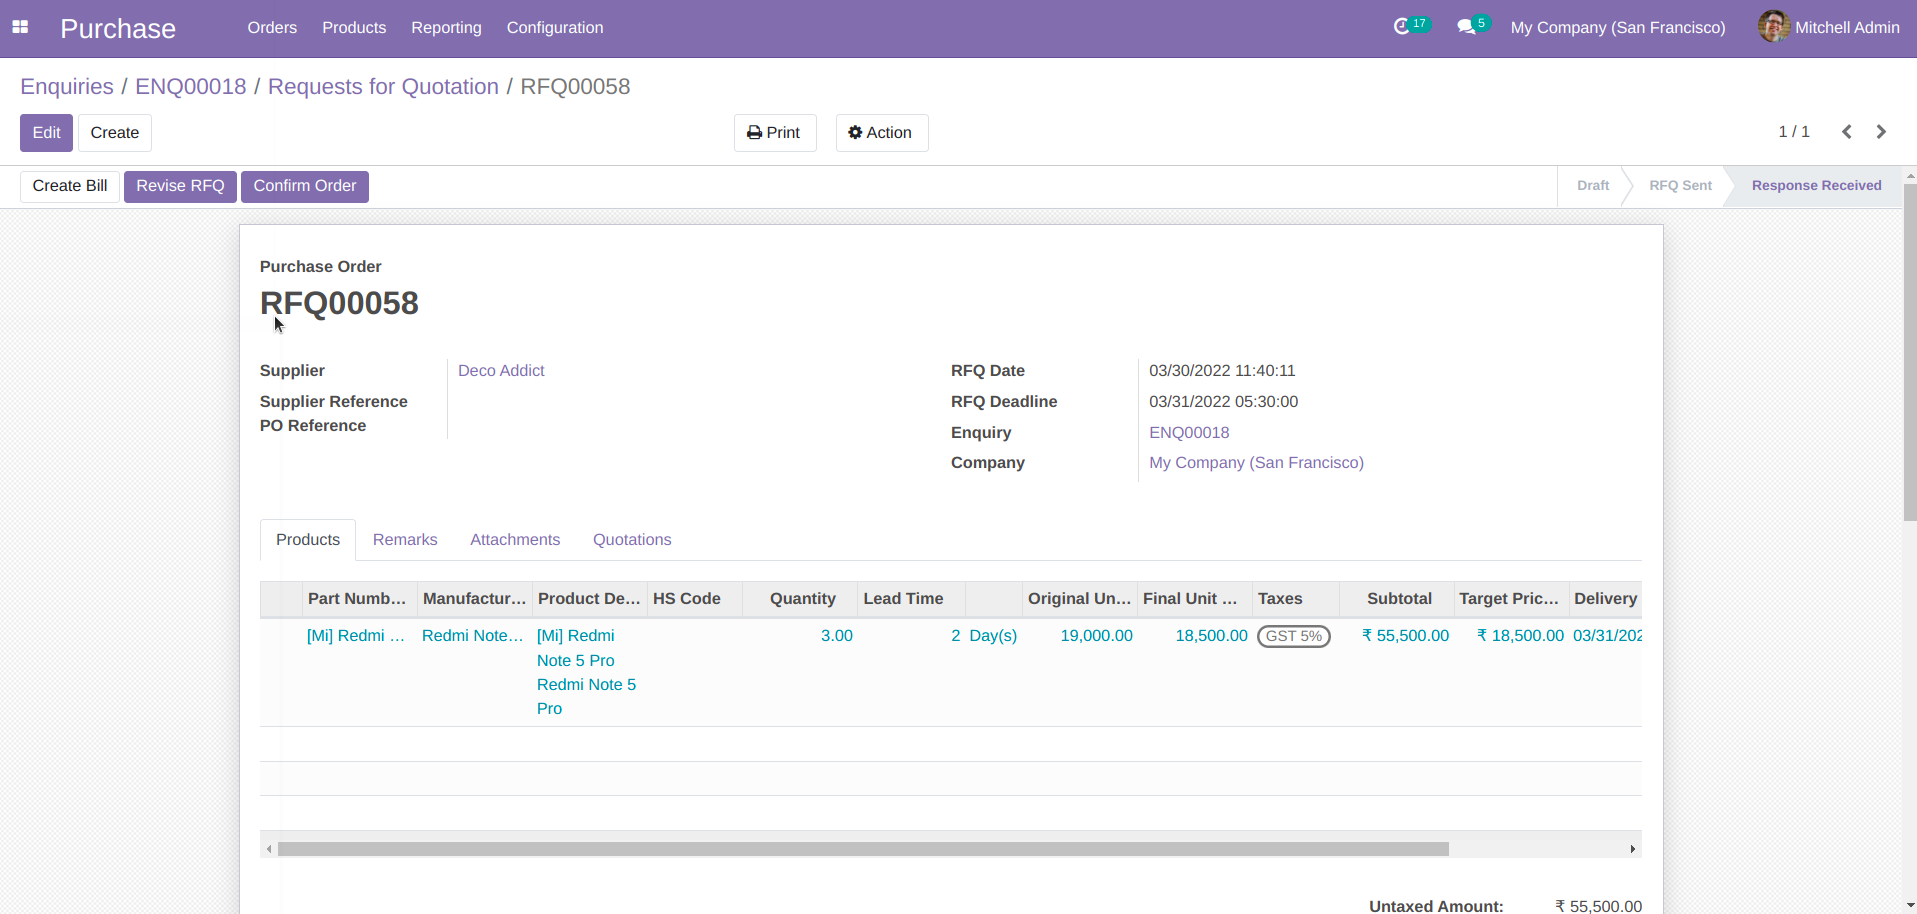 Purchase
Orders Products Reporting Configuration
17 5 My Company (San Francisco) Mitchell Admin
Enquiries / ENQ00018 / Requests for Quotation / RFQ00058
Edit Create Print Action 1 / 1
Create Bill Revise RFQ Confirm Order Draft RFQ Sent Response Received
Purchase Order
RFQ00058
Supplier Deco Addict
Supplier Reference
PO Reference
RFQ Date 03/30/2022 11:40:11
RFQ Deadline 03/31/2022 05:30:00
Enquiry ENQ00018
Company My Company (San Francisco)
Products Remarks Attachments Quotations
Part Numb... Manufactur... Product De... HS Code Quantity Lead Time Original Un... Final Unit ... Taxes Subtotal Target Pric... Delivery
[Mi] Redmi ... Redmi Note... [Mi] Redmi 3.00 2 Day(s) 19,000.00 18,500.00 GST 5% ₹ 55,500.00 ₹ 18,500.00 03/31/202
Note 5 Pro
Redmi Note 5
Pro
Untaxed Amount: ₹ 55,500.00